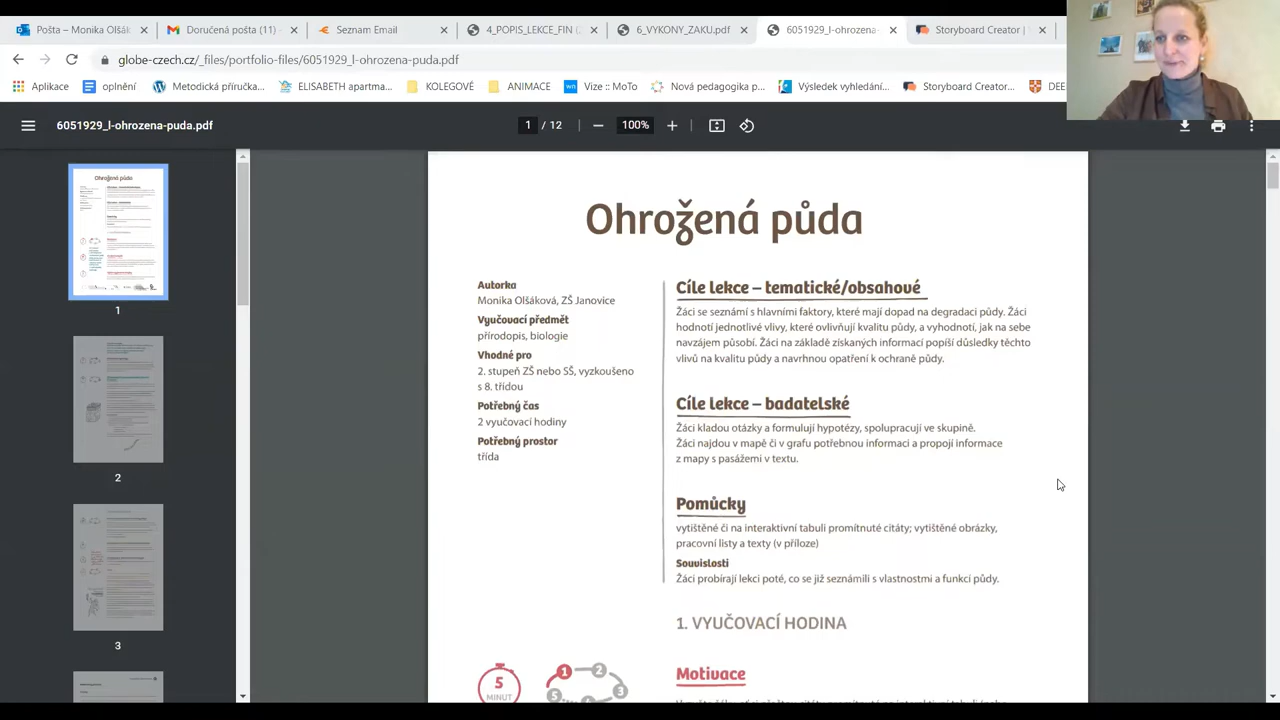 Pošta – Monika Olšák
Doručená pošta (11) -
Seznam Email
4_POPIS_LEKCE_FIN (
6_VYKONY_ZAKU.pdf
6051929_l-ohrozena-
Storyboard Creator |
globe-czech.cz/_files/portfolio-files/6051929_l-ohrozena-puda.pdf
Aplikace
oplnění
Metodické příručka...
ELISABETH apartma...
KOLEGOVÉ
ANIMACE
Vize :: MoTo
Nová pedagogika p...
Výsledek vyhledání...
Storyboard Creator...
DEE
6051929_l-ohrozena-puda.pdf
1 / 12
100%
Ohrožená půda
Autorka
Monika Olšáková, ZŠ Janovice
Vyučovací předmět
přírodopis, biologie
Vhodné pro
2. stupeň ZŠ nebo SŠ, vyzkoušeno
s 8. třídou
Potřebný čas
2 vyučovací hodiny
Potřebný prostor
třída
Cíle lekce – tematické/obsahové
Žáci se seznámí s hlavními faktory, které mají dopad na degradaci půdy. Žáci
hodnotí jednotlivé vlivy, které ovlivňují kvalitu půdy, a vyhodnotí, jak na sebe
navzájem působí. Žáci na základě získaných informací popíší důsledky těchto
vlivů na kvalitu půdy a navrhnou opatření k ochraně půdy.
Cíle lekce – badatelské
Žáci kladou otázky a formulují hypotézy, spolupracují ve skupině.
Žáci najdou v mapě či v grafu potřebnou informaci a propojí informace
z mapy s pasážemi v textu.
Pomůcky
vytištěné či na interaktivní tabuli promítnuté citáty; vytištěné obrázky,
pracovní listy a texty (v příloze)
Souvislosti
Žáci probírají lekci poté, co se již seznámili s vlastnostmi a funkcí půdy.
1. VYUČOVACÍ HODINA
5
MINUT
1
2
3
5
Motivace
Ohrožená půda
1
2
3